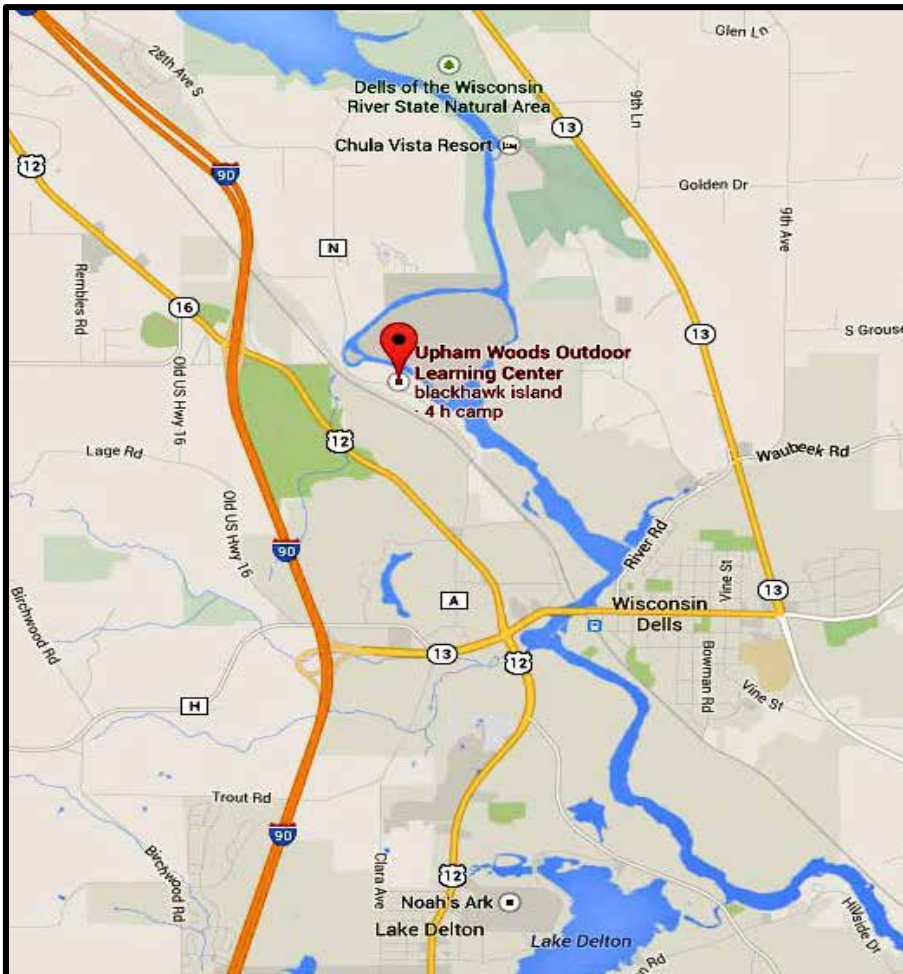 Glen Ln
28th Ave S
90
Dells of the Wisconsin
River State Natural Area
9th Ln
13
Chula Vista Resort
12
90
Golden Dr
9th Ave
N
Rembles Rd
16
13
S Grouse
Upham Woods Outdoor
Learning Center
blackhawk island
- 4 h camp
Old US Hwy 16
12
Lage Rd
Waubeek Rd
Old US Hwy 16
90
River Rd
Vine St
13
A
Wisconsin
Dells
Birchwood Rd
13
12
Bowman Rd
Vine St
H
Trout Rd
90
Birchwood Rd
Clara Ave
12
Noah's Ark
Lake Delton
Lake Delton
Hillside Dr
Rd